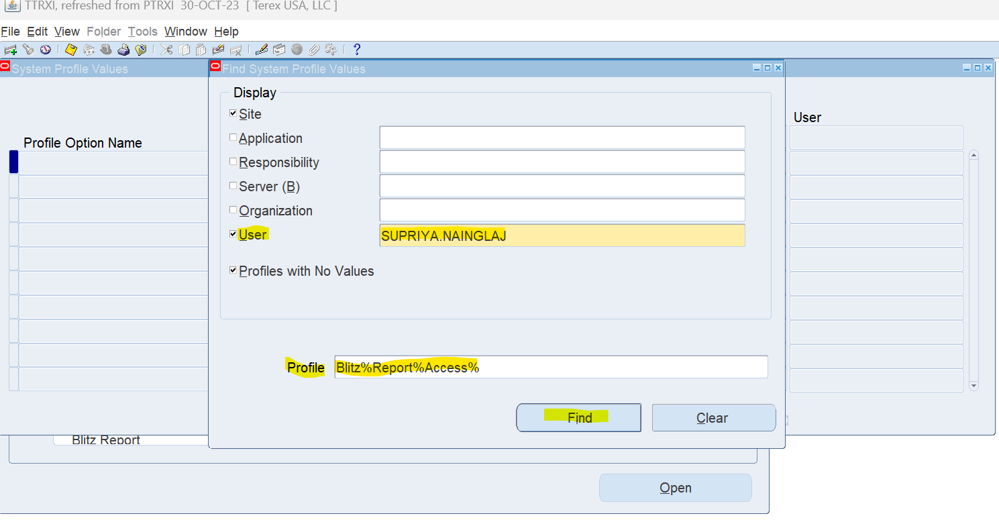 TTRXI, refreshed from PTRXI 30-OCT-23 [ Terex USA, LLC ]
File Edit View Folder Tools Window Help
System Profile Values
Find System Profile Values
Display
Site
User
Application
Profile Option Name
Responsibility
Server (B)
Organization
User SUPRIYA.NAINGLAJ
Profiles with No Values
Profile Blitz%Report%Access%
Find Clear
Blitz Report
Open